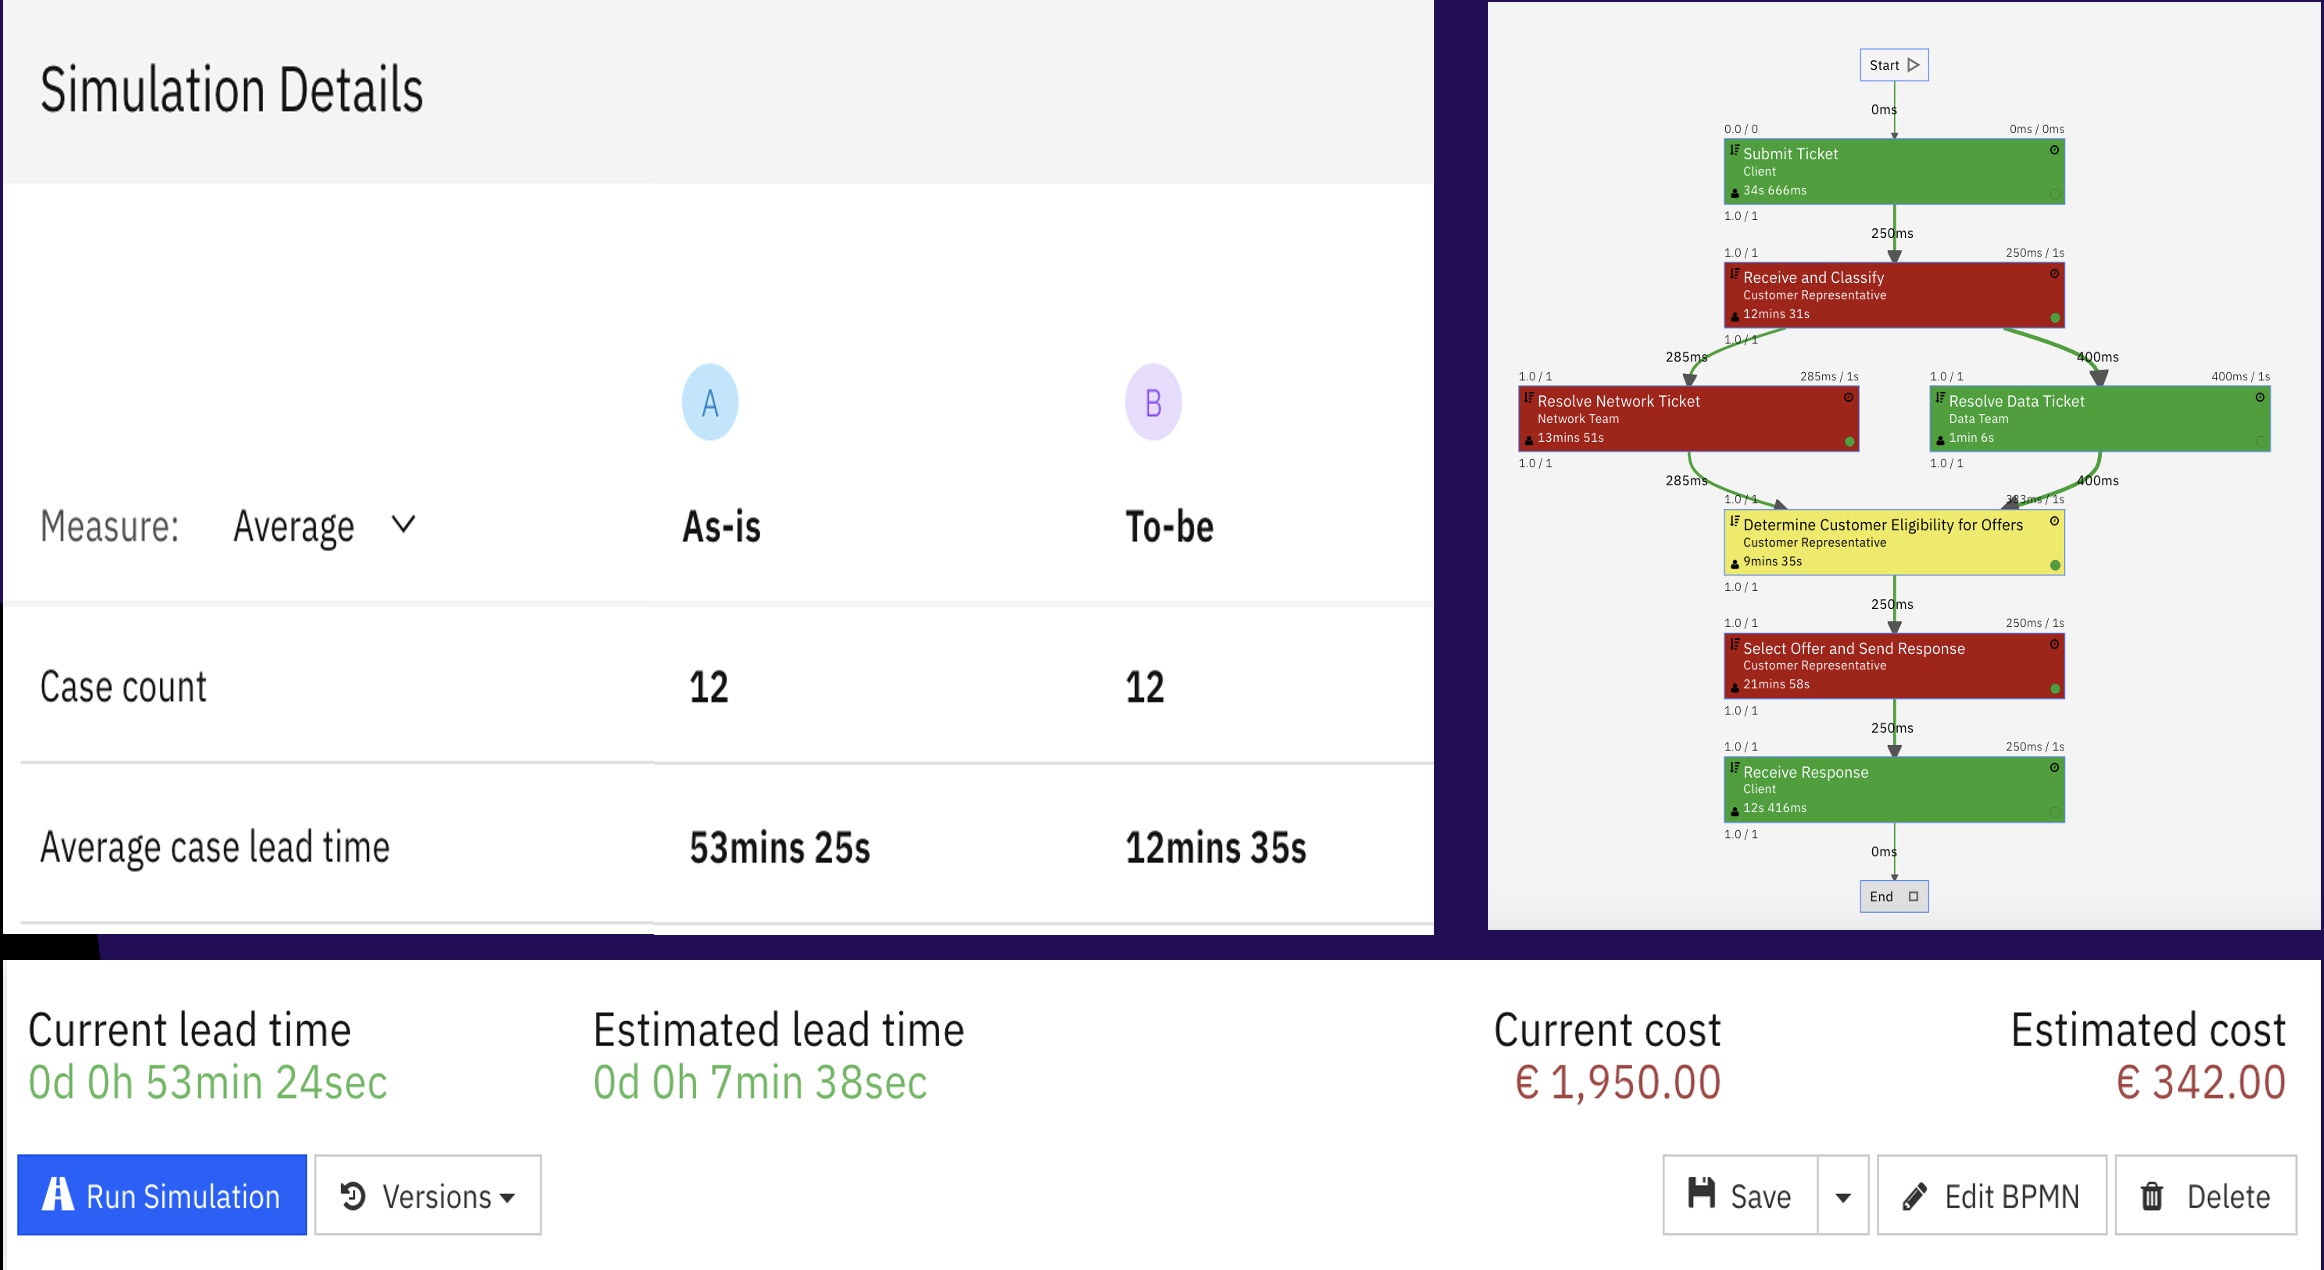 Simulation Details
A B
Measure: Average As-is To-be
Case count 12 12
Average case lead time 53mins 25s 12mins 35s
Start
0ms
0.0 / 0 0ms / 0ms
Submit Ticket
Client
34s 666ms
1.0 / 1
250ms
1.0 / 1 250ms / 1s
Receive and Classify
Customer Representative
12mins 31s
1.0 / 1
285ms 400ms
1.0 / 1 285ms / 1s 1.0 / 1 400ms / 1s
Resolve Network Ticket Resolve Data Ticket
Network Team Data Team
13mins 51s 1min 6s
1.0 / 1 1.0 / 1
285ms 400ms
1.0 / 1 333ms / 1s
Determine Customer Eligibility for Offers
Customer Representative
9mins 35s
1.0 / 1
250ms
1.0 / 1 250ms / 1s
Select Offer and Send Response
Customer Representative
21mins 58s
1.0 / 1
250ms
1.0 / 1 250ms / 1s
Receive Response
Client
12s 416ms
1.0 / 1
0ms
End
Current lead time Estimated lead time Current cost Estimated cost
0d 0h 53min 24sec 0d 0h 7min 38sec € 1,950.00 € 342.00
Run Simulation Versions Save Edit BPMN Delete